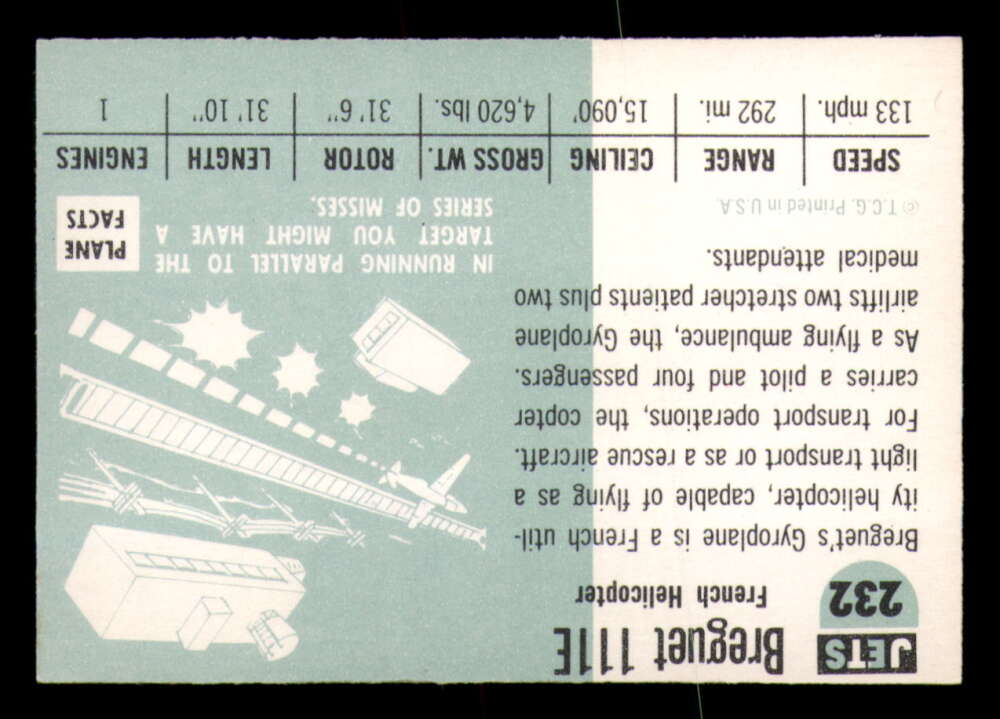 JETS
232
Breguet 111E
French Helicopter
Breguet's Gyroplane is a French util-
ity helicopter, capable of flying as a
light transport or as a rescue aircraft.
For transport operations, the copter
carries a pilot and four passengers.
As a flying ambulance, the Gyroplane
airlifts two stretcher patients plus two
medical attendants.
© T.C.G. Printed in U.S.A.
IN RUNNING PARALLEL TO THE
TARGET YOU MIGHT HAVE A
SERIES OF MISSES.
PLANE
FACTS
SPEED RANGE CEILING GROSS WT. ROTOR LENGTH ENGINES
133 mph. 292 mi. 15,090' 4,620 lbs. 31' 6" 31' 10" 1